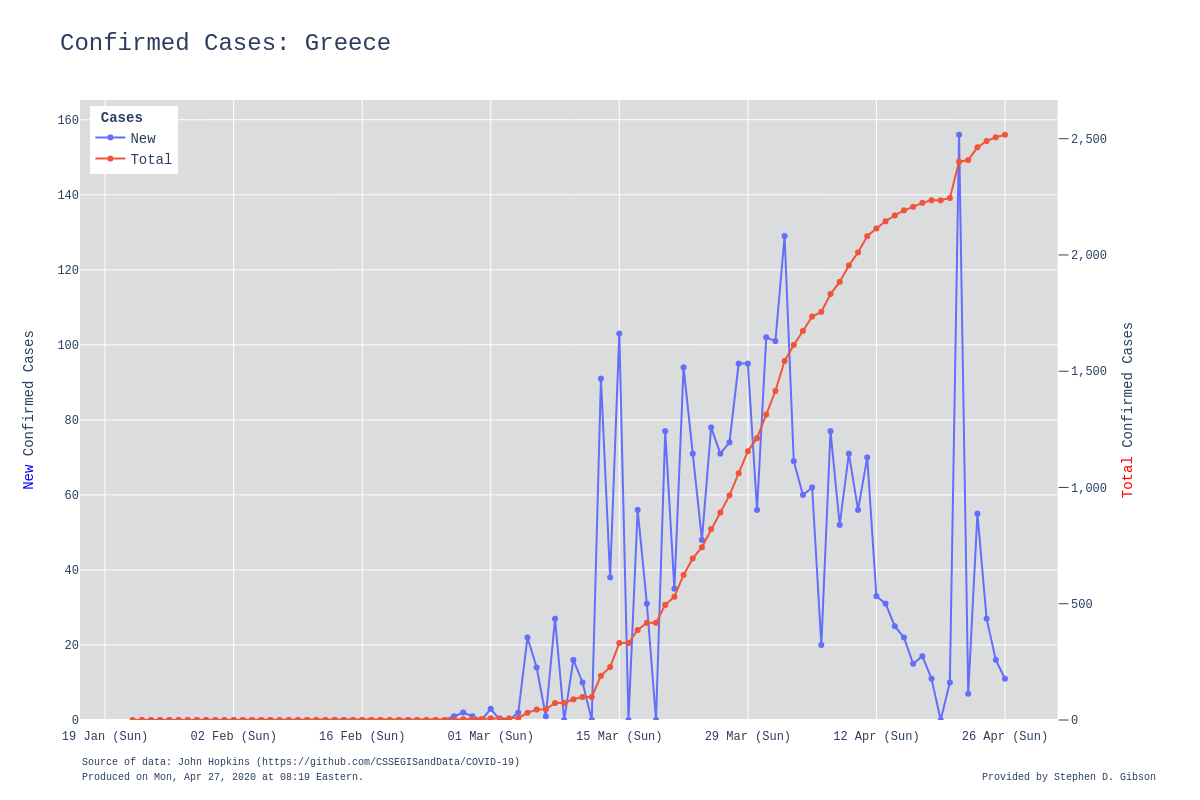 Confirmed Cases: Greece
Cases
New
Total
160
140
120
100
80
60
40
20
0
2,500
2,000
1,500
1,000
500
0
New Confirmed Cases
Total Confirmed Cases
19 Jan (Sun) 02 Feb (Sun) 16 Feb (Sun) 01 Mar (Sun) 15 Mar (Sun) 29 Mar (Sun) 12 Apr (Sun) 26 Apr (Sun)
Source of data: John Hopkins (https://github.com/CSSEGISandData/COVID-19)
Produced on Mon, Apr 27, 2020 at 08:19 Eastern.
Provided by Stephen D. Gibson